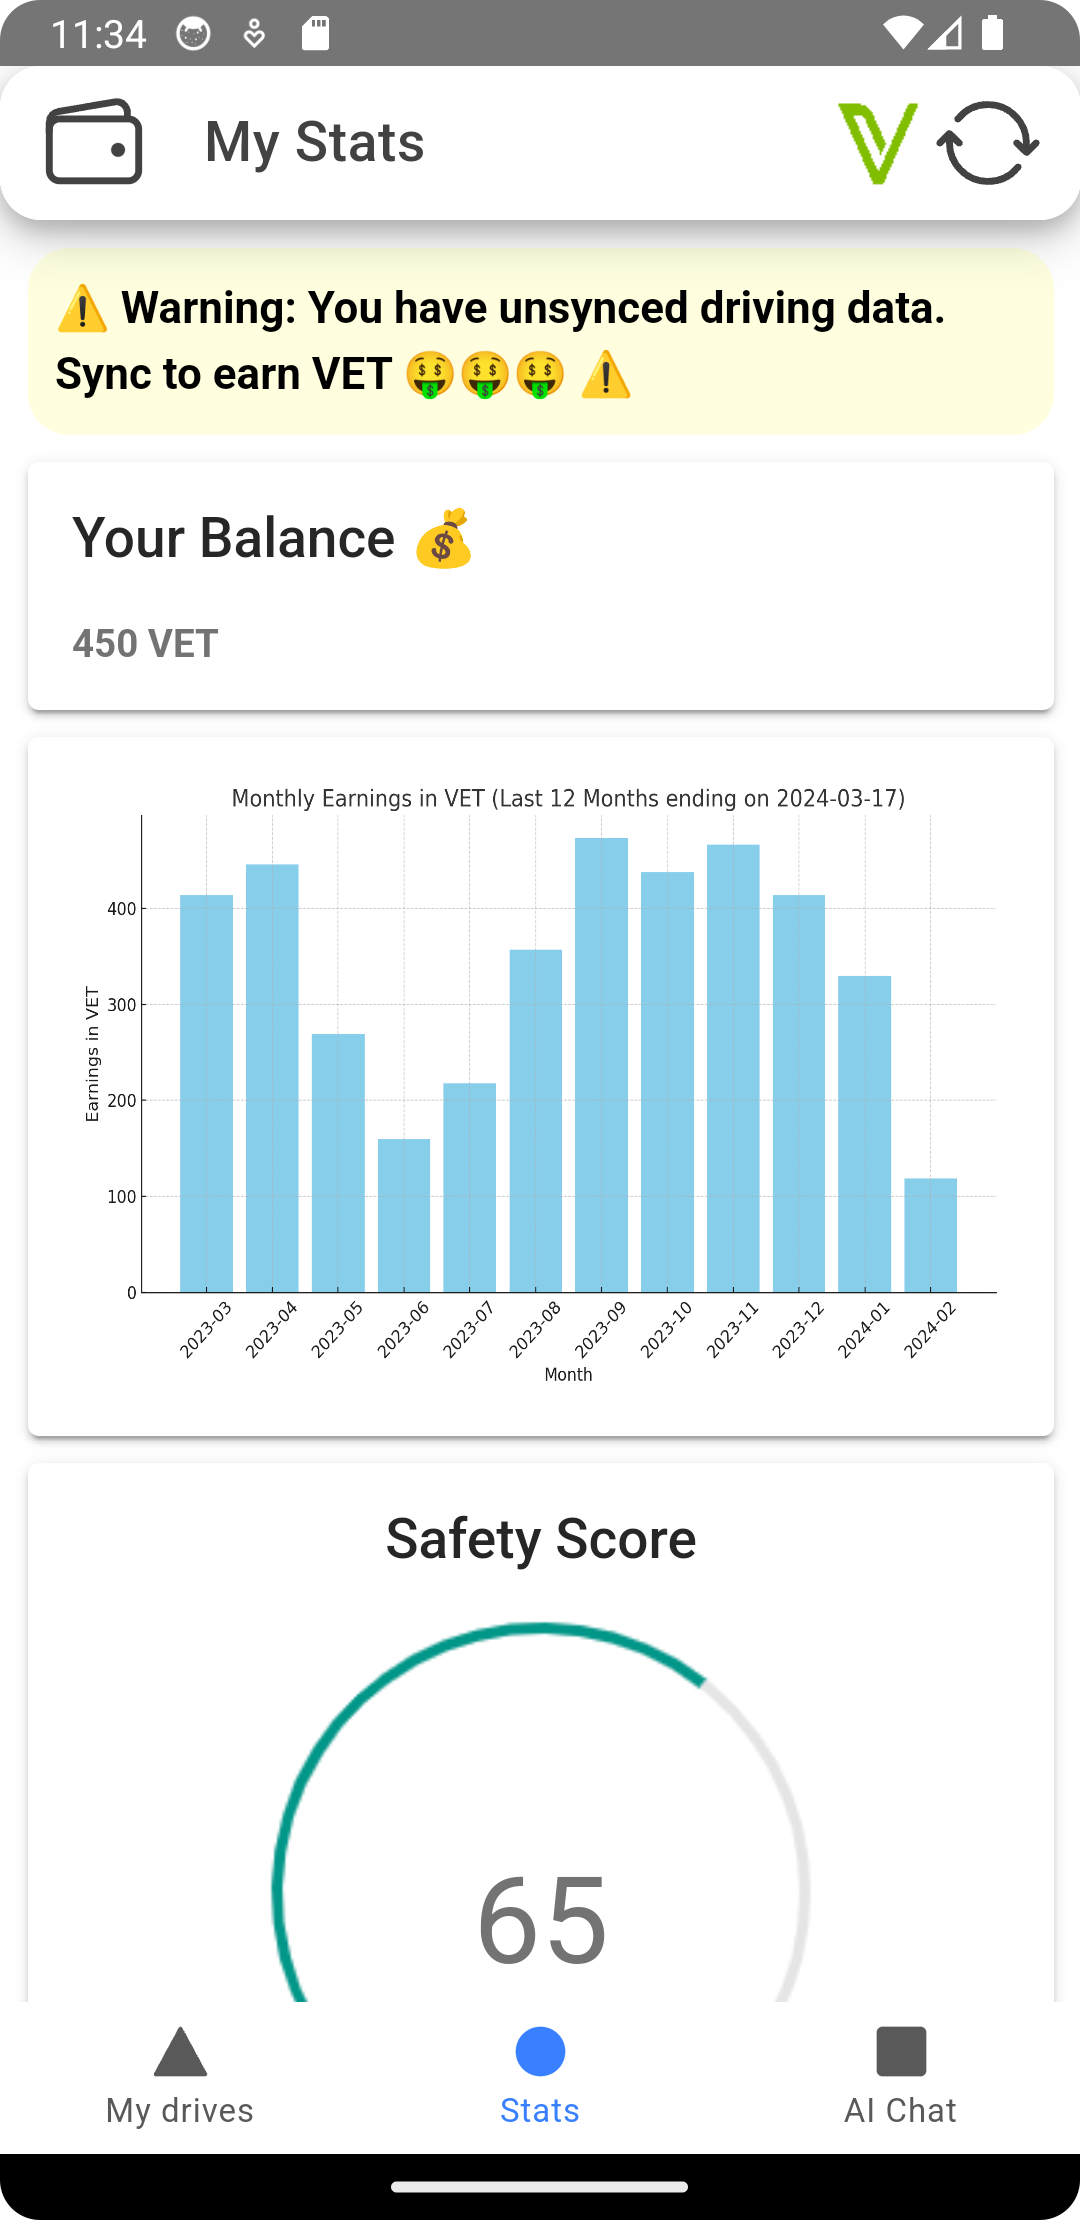 11:34
My Stats
⚠️ Warning: You have unsynced driving data.
Sync to earn VET 🤑🤑🤑 ⚠️
Your Balance 💰
450 VET
Monthly Earnings in VET (Last 12 Months ending on 2024-03-17)
Earnings in VET
400
300
200
100
0
2023-03
2023-04
2023-05
2023-06
2023-07
2023-08
2023-09
2023-10
2023-11
2023-12
2024-01
2024-02
Month
Safety Score
65
My drives
Stats
AI Chat